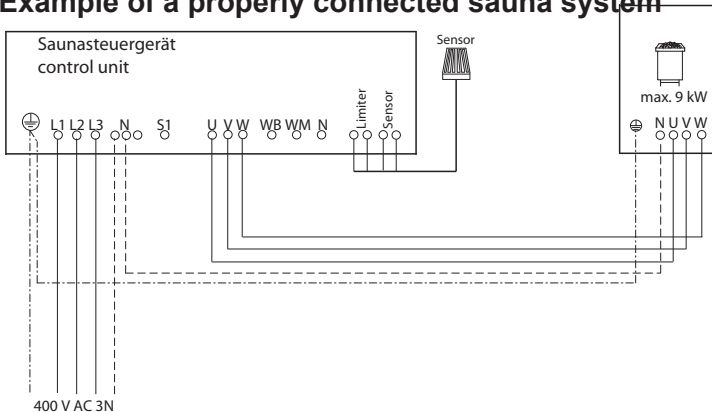 Example of a properly connected sauna system
Saunasteuergerät
control unit
Sensor
max. 9 kW
L1 L2 L3 N S1 U V W WB WM N
Limiter
Sensor
N U V W
400 V AC 3N